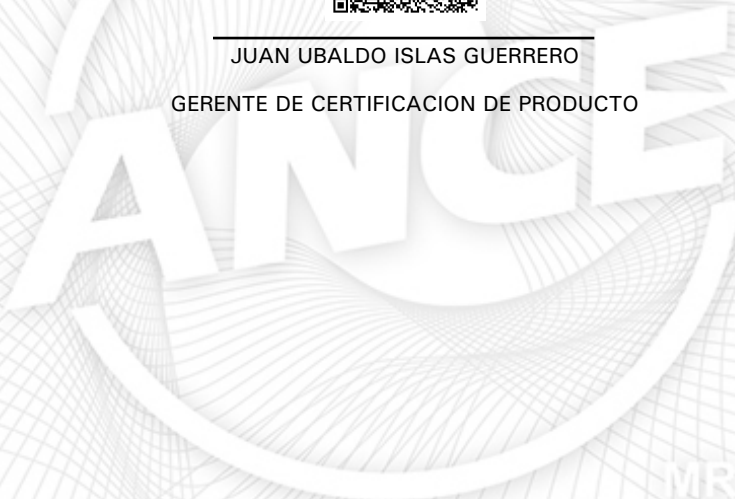 JUAN UBALDO ISLAS GUERRERO
GERENTE DE CERTIFICACION DE PRODUCTO
ANCE
MR